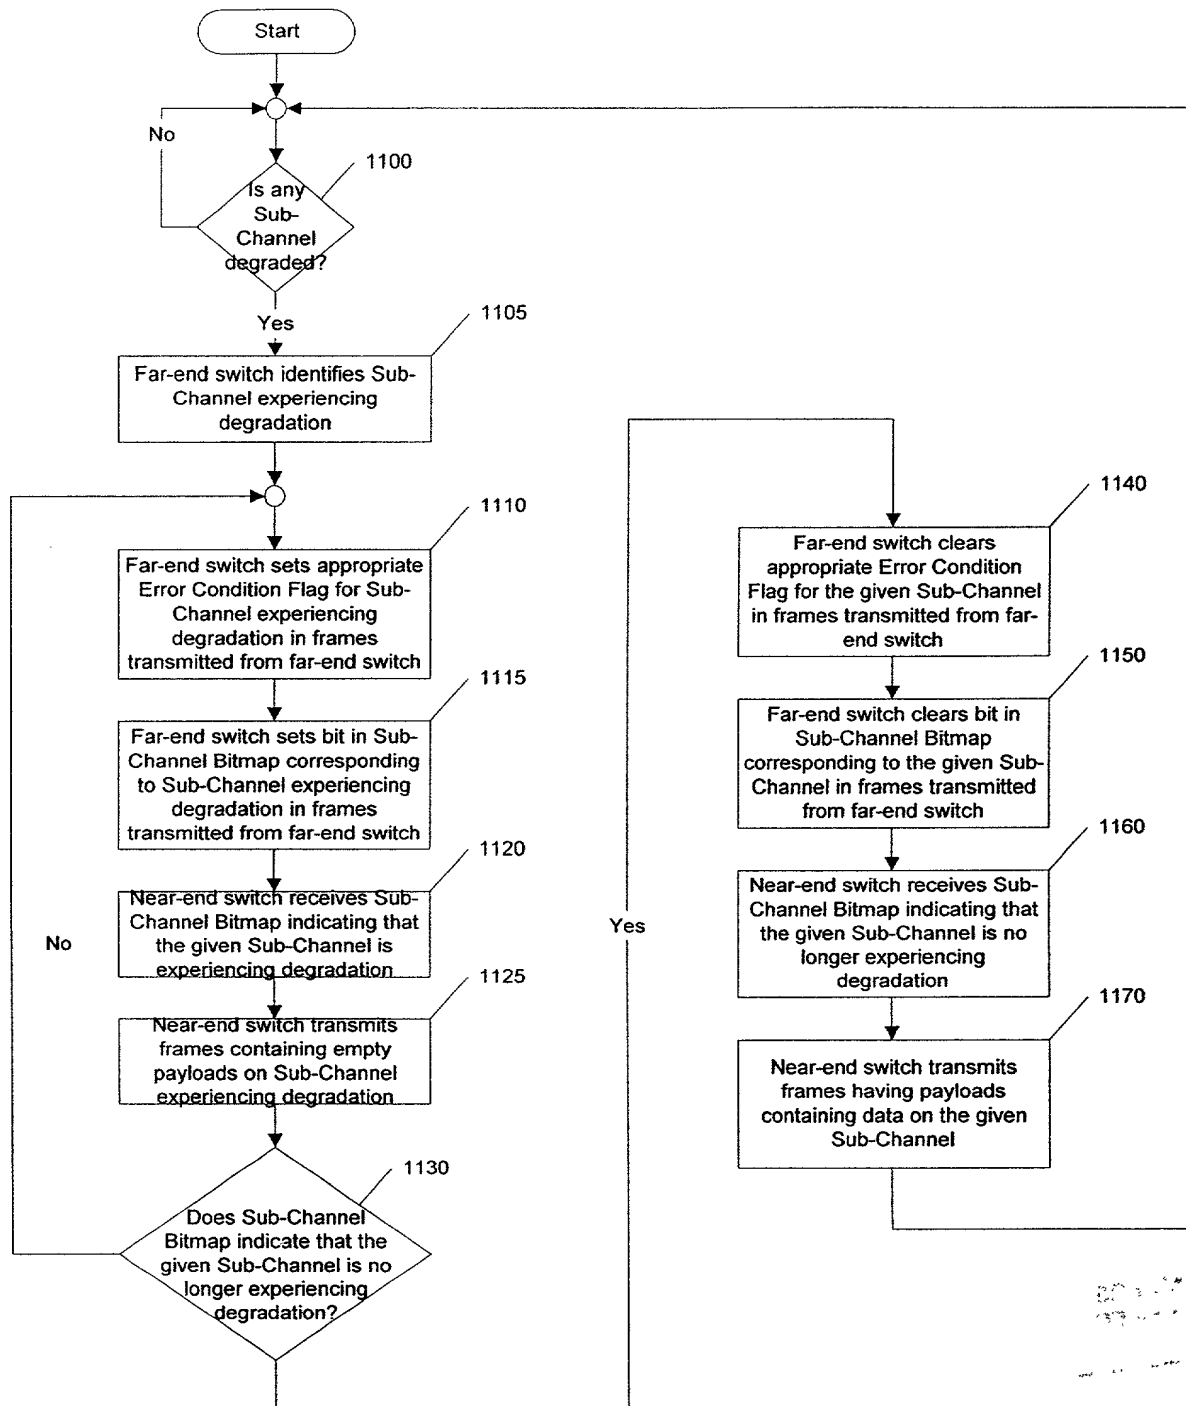 Start
No
1100
Is any
Sub-
Channel
degraded?
Yes
1105
Far-end switch identifies Sub-
Channel experiencing
degradation
1110
Far-end switch sets appropriate
Error Condition Flag for Sub-
Channel experiencing
degradation in frames
transmitted from far-end switch
1115
Far-end switch sets bit in Sub-
Channel Bitmap corresponding
to Sub-Channel experiencing
degradation in frames
transmitted from far-end switch
1120
Near-end switch receives Sub-
Channel Bitmap indicating that
the given Sub-Channel is
experiencing degradation
No
1125
Near-end switch transmits
frames containing empty
payloads on Sub-Channel
experiencing degradation
1130
Does Sub-Channel
Bitmap indicate that the
given Sub-Channel is no
longer experiencing
degradation?
Yes
1140
Far-end switch clears
appropriate Error Condition
Flag for the given Sub-Channel
in frames transmitted from far-
end switch
1150
Far-end switch clears bit in
Sub-Channel Bitmap
corresponding to the given Sub-
Channel in frames transmitted
from far-end switch
1160
Near-end switch receives Sub-
Channel Bitmap indicating that
the given Sub-Channel is no
longer experiencing
degradation
1170
Near-end switch transmits
frames having payloads
containing data on the given
Sub-Channel